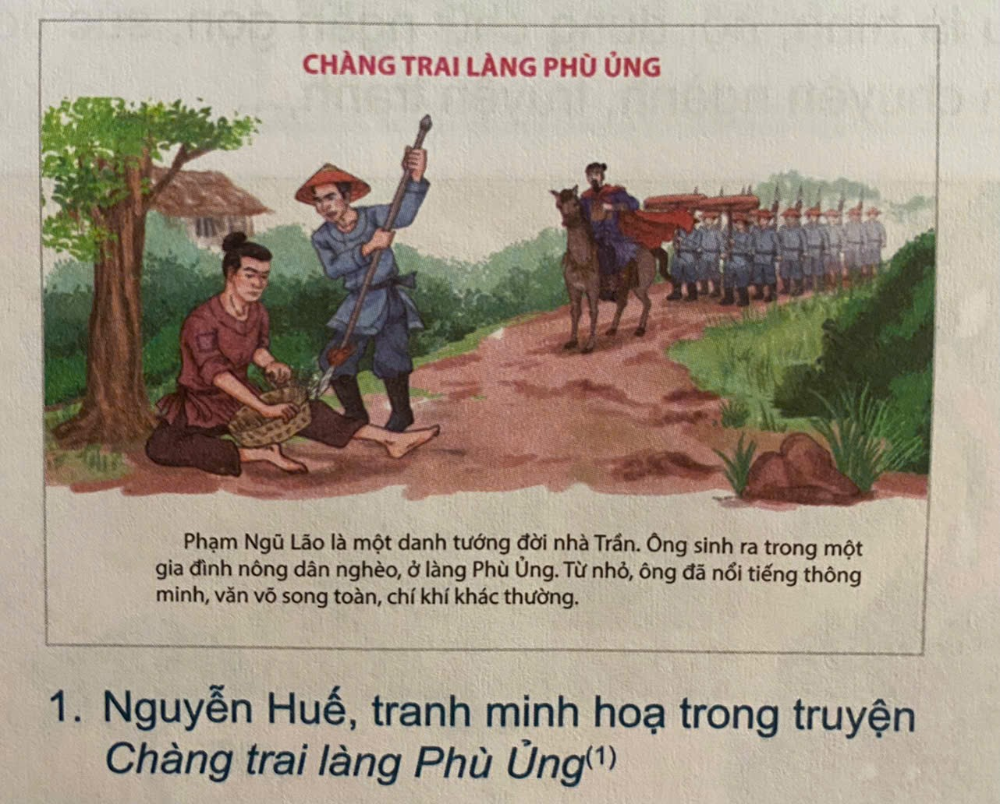 CHÀNG TRAI LÀNG PHÙ ỦNG
Phạm Ngũ Lão là một danh tướng đời nhà Trần. Ông sinh ra trong một
gia đình nông dân nghèo, ở làng Phù Ủng. Từ nhỏ, ông đã nổi tiếng thông
minh, văn võ song toàn, chí khí khác thường.
1. Nguyễn Huế, tranh minh hoạ trong truyện
Chàng trai làng Phù Ủng⁽¹⁾